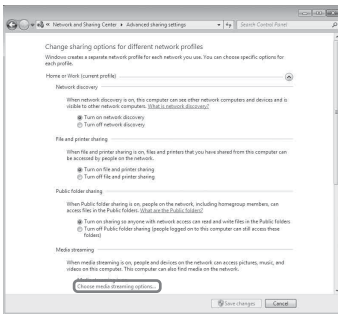 « Network and Sharing Center ▸ Advanced sharing settings
Search Control Panel
Change sharing options for different network profiles
Windows creates a separate network profile for each network you use. You can choose specific options for
each profile.
Home or Work (current profile)
Network discovery
When network discovery is on, this computer can see other network computers and devices and is
visible to other network computers. What is network discovery?
Turn on network discovery
Turn off network discovery
File and printer sharing
When file and printer sharing is on, files and printers that you have shared from this computer can
be accessed by people on the network.
Turn on file and printer sharing
Turn off file and printer sharing
Public folder sharing
When Public folder sharing is on, people on the network, including homegroup members, can
access files in the Public folders. What are the Public folders?
Turn on sharing so anyone with network access can read and write files in the Public folders
Turn off Public folder sharing (people logged on to this computer can still access these
folders)
Media streaming
When media streaming is on, people and devices on the network can access pictures, music, and
videos on this computer. This computer can also find media on the network.
Choose media streaming options...
Save changes
Cancel